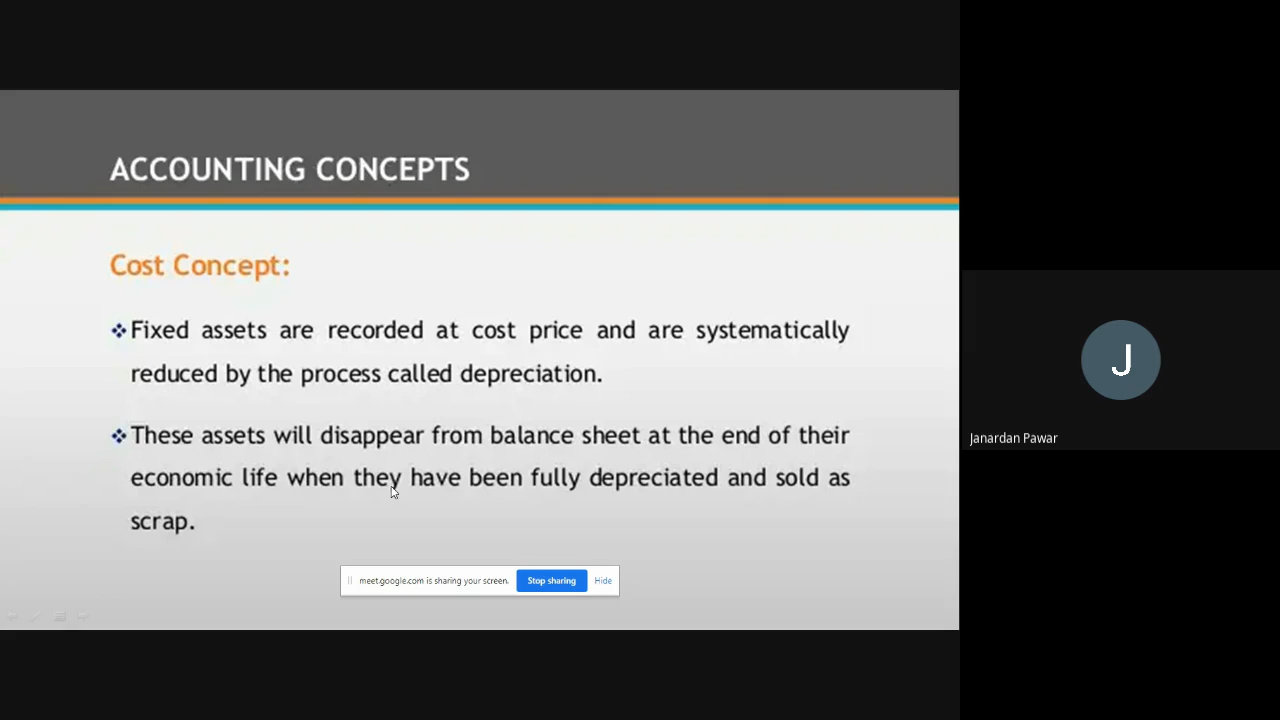 ACCOUNTING CONCEPTS
Cost Concept:
Fixed assets are recorded at cost price and are systematically
reduced by the process called depreciation.
These assets will disappear from balance sheet at the end of their
economic life when they have been fully depreciated and sold as
scrap.
meet.google.com is sharing your screen. Stop sharing Hide
J
Janardan Pawar